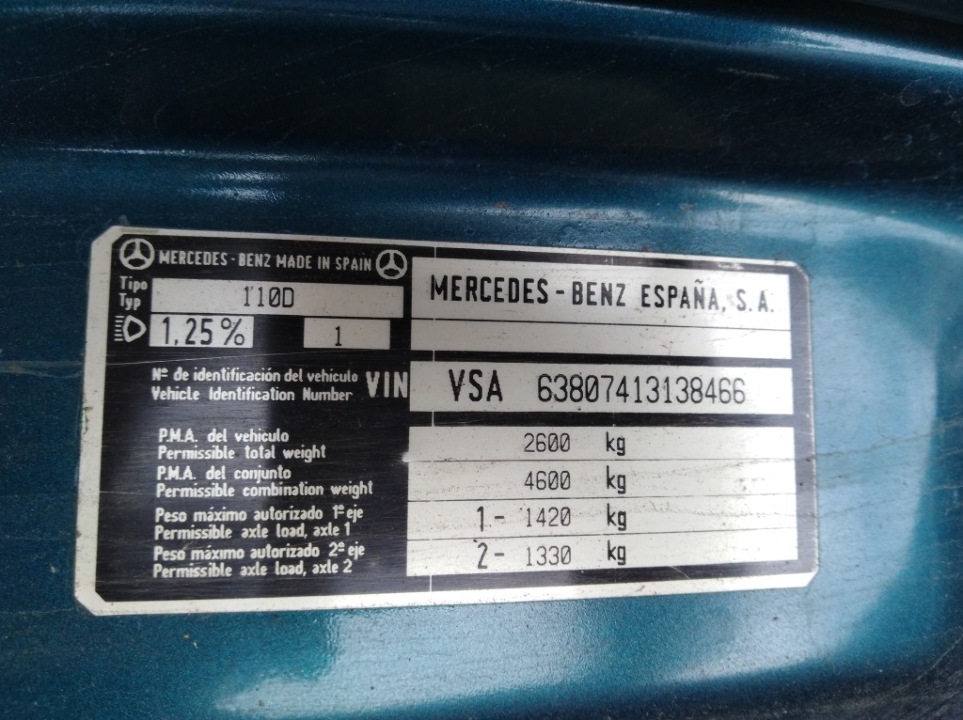 MERCEDES-BENZ MADE IN SPAIN
Tipo
Typ
110D
MERCEDES-BENZ ESPAÑA, S.A.
1,25%
1
Nº de identificación del vehículo
Vehicle Identification Number
VIN
VSA 63807413138466
P.M.A. del vehículo
Permissible total weight
2600 kg
P.M.A. del conjunto
Permissible combination weight
4600 kg
Peso máximo autorizado 1ª eje
Permissible axle load, axle 1
1- 1420 kg
Peso máximo autorizado 2ª eje
Permissible axle load, axle 2
2- 1330 kg